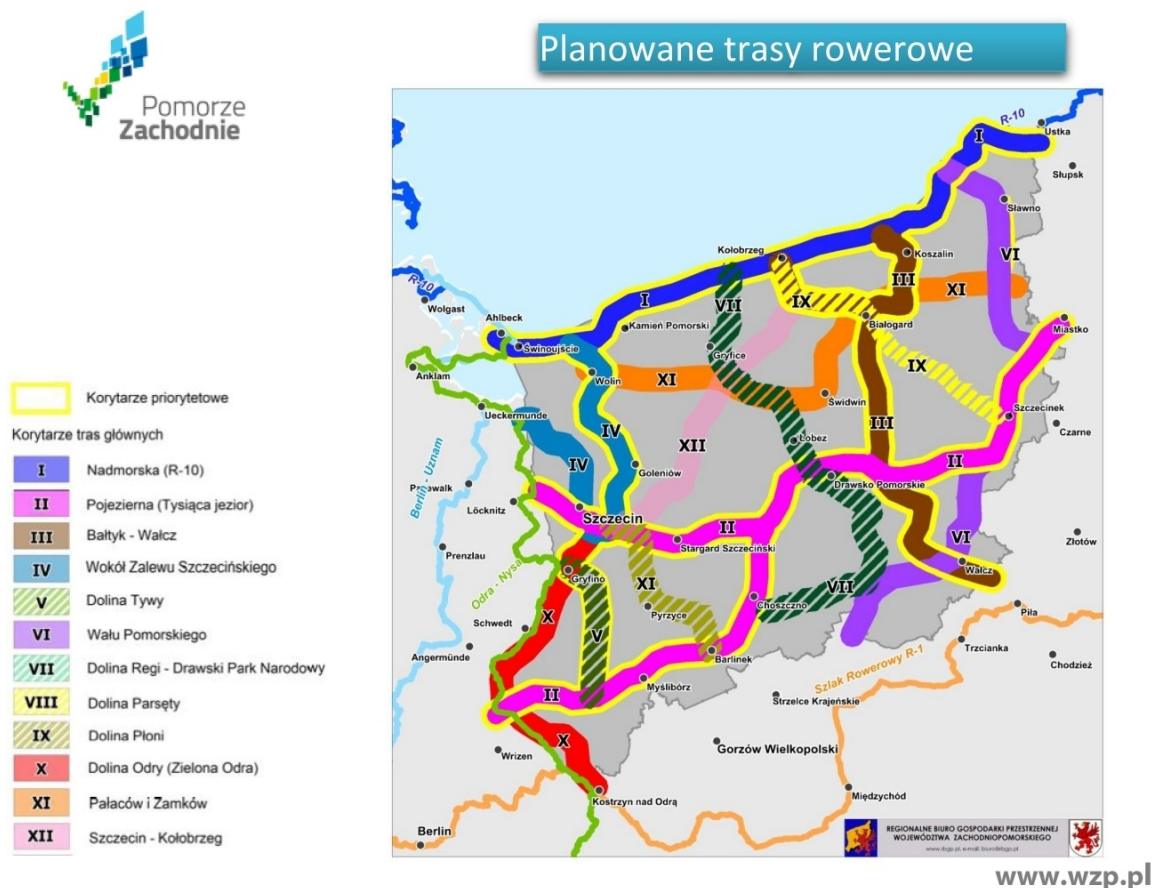 Planowane trasy rowerowe
Pomorze
Zachodnie
R-10
I
Ustka
Słupsk
Sławno
VI
Kołobrzeg
Koszalin
III
XI
IX
VII
I
R-10
Wolgast
Ahlbeck
Świnoujście
Kamień Pomorski
Białogard
Miastko
Anklam
Gryfice
IX
Wolin
XI
Świdwin
Szczecinek
Ueckermunde
III
Czarne
IV
XII
Łobez
IV
Goleniów
II
Drawsko Pomorskie
Berlin - Uznam
Löcknitz
Szczecin
II
Stargard Szczeciński
VI
Złotów
Prenzlau
Wałcz
Odra - Nysa
Gryfino
XI
VII
Choszczno
Pyrzyce
Schwedt
X
V
Piła
Angermünde
Barlinek
Trzcianka
Szlak Rowerowy R-1
Chodzież
Myślibórz
II
Strzelce Krajeńskie
Wrizen
X
Gorzów Wielkopolski
Kostrzyn nad Odrą
Międzychód
Berlin
Korytarze priorytetowe
Korytarze tras głównych
I Nadmorska (R-10)
II Pojezierna (Tysiąca jezior)
III Bałtyk - Wałcz
IV Wokół Zalewu Szczecińskiego
V Dolina Tywy
VI Wału Pomorskiego
VII Dolina Regi - Drawski Park Narodowy
VIII Dolina Parsęty
IX Dolina Płoni
X Dolina Odry (Zielona Odra)
XI Pałaców i Zamków
XII Szczecin - Kołobrzeg
REGIONALNE BIURO GOSPODARKI PRZESTRZENNEJ
WOJEWÓDZTWA ZACHODNIOPOMORSKIEGO
www.rbgp.pl, e-mail: biuro@rbgp.pl
www.wzp.pl